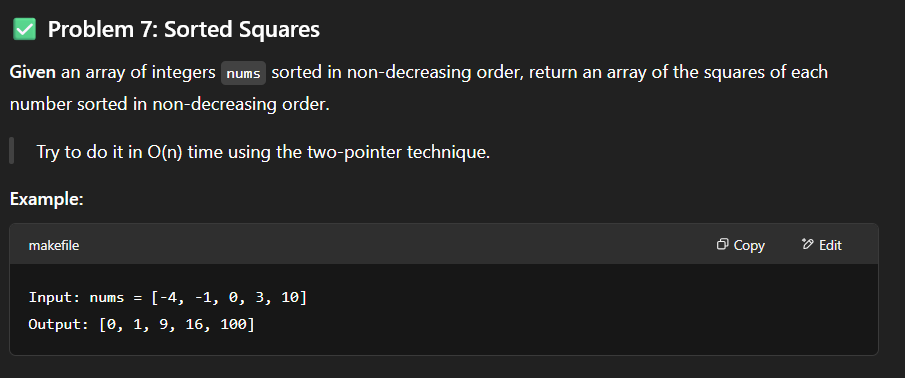 ✅ Problem 7: Sorted Squares
Given an array of integers nums sorted in non-decreasing order, return an array of the squares of each
number sorted in non-decreasing order.
Try to do it in O(n) time using the two-pointer technique.
Example:
makefile Copy Edit
Input: nums = [-4, -1, 0, 3, 10]
Output: [0, 1, 9, 16, 100]